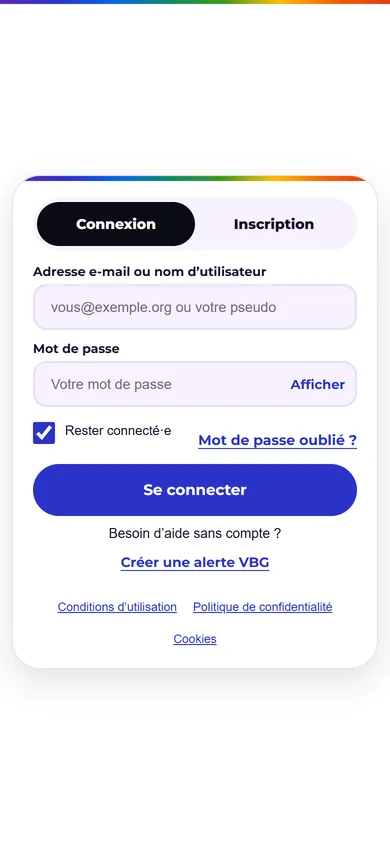 Connexion
Inscription
Adresse e-mail ou nom d’utilisateur
vous@exemple.org ou votre pseudo
Mot de passe
Votre mot de passe
Afficher
Rester connecté·e
Mot de passe oublié ?
Se connecter
Besoin d’aide sans compte ?
Créer une alerte VBG
Conditions d’utilisation
Politique de confidentialité
Cookies